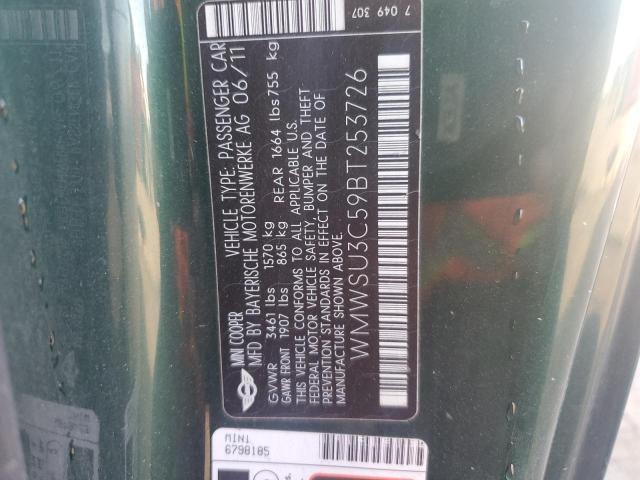 MINI COOPER
VEHICLE TYPE: PASSENGER CAR
MFD BY BAYERISCHE MOTORENWERKE AG 06/11
GVWR 3461 lbs 1570 kg
GAWR FRONT 1907 lbs 865 kg REAR 1664 lbs 755 kg
THIS VEHICLE CONFORMS TO ALL APPLICABLE U.S.
FEDERAL MOTOR VEHICLE SAFETY, BUMPER AND THEFT
PREVENTION STANDARDS IN EFFECT ON THE DATE OF
MANUFACTURE SHOWN ABOVE.
WMWSU3C59BT253726
7 049 307
MINI
6798185